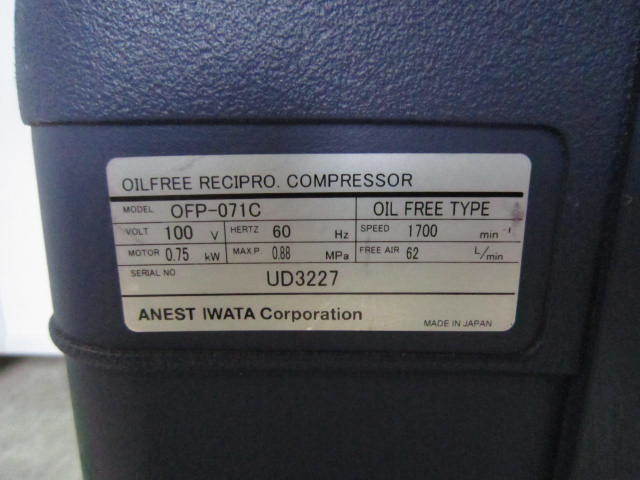 OILFREE RECIPRO. COMPRESSOR
MODEL OFP-071C OIL FREE TYPE
VOLT 100 V HERTZ 60 Hz SPEED 1700 min⁻¹
MOTOR 0.75 kW MAX.P 0.88 MPa FREE AIR 62 L/min
SERIAL NO UD3227
ANEST IWATA Corporation MADE IN JAPAN